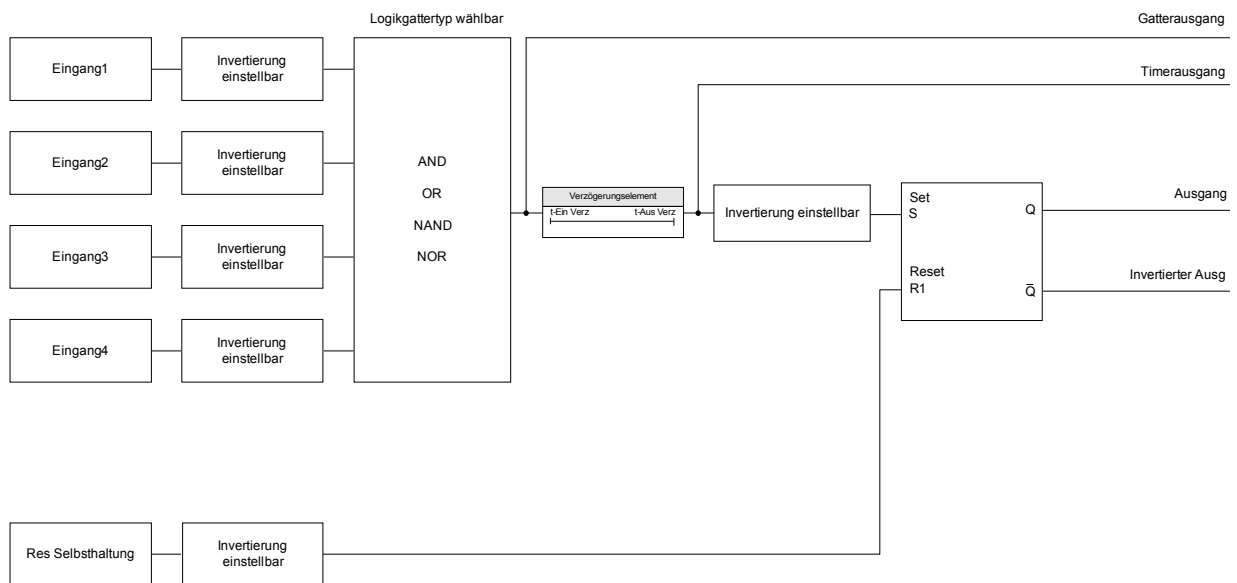 Logikgattertyp wählbar
Gatterausgang
Eingang1
Invertierung
einstellbar
Timerausgang
Eingang2
Invertierung
einstellbar
AND
OR
NAND
NOR
Verzögerungselement
t-Ein Verz
t-Aus Verz
Invertierung einstellbar
Set
S
Q
Ausgang
Eingang3
Invertierung
einstellbar
Reset
R1
Q̅
Invertierter Ausg
Eingang4
Invertierung
einstellbar
Res Selbsthaltung
Invertierung
einstellbar